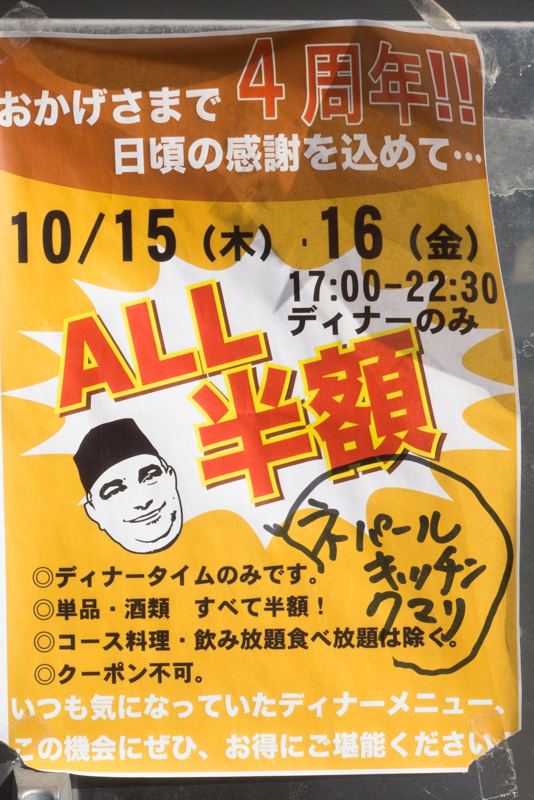 おかげさまで4周年!!
日頃の感謝を込めて…
10/15（木）・16（金）
17:00-22:30
ディナーのみ
ALL
半額
ネパール
キッチン
クマリ
◎ディナータイムのみです。
◎単品・酒類　すべて半額！
◎コース料理・飲み放題食べ放題は除く。
◎クーポン不可。
いつも気になっていたディナーメニュー、
この機会にぜひ、お得にご堪能ください！